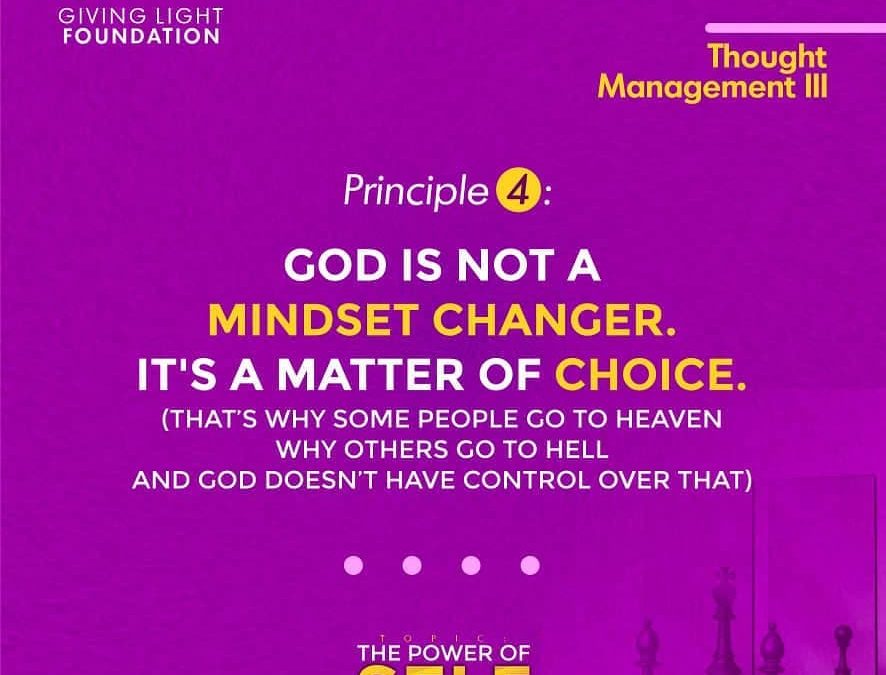 GIVING LIGHT
FOUNDATION
Thought
Management III
Principle 4:
GOD IS NOT A
MINDSET CHANGER.
IT'S A MATTER OF CHOICE.
(THAT'S WHY SOME PEOPLE GO TO HEAVEN
WHY OTHERS GO TO HELL
AND GOD DOESN'T HAVE CONTROL OVER THAT)
TOPIC:
THE POWER OF